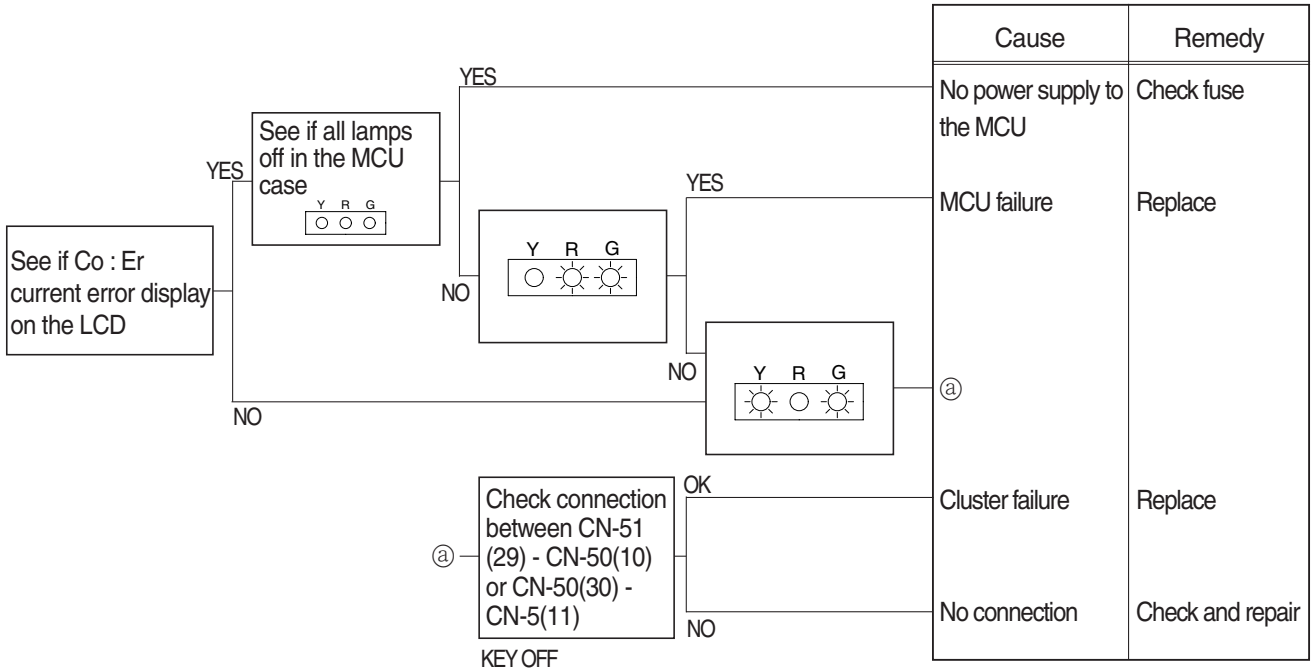 Cause
Remedy
YES
No power supply to
the MCU
Check fuse
See if all lamps
off in the MCU
case
Y R G
YES
YES
MCU failure
Replace
See if Co : Er
current error display
on the LCD
Y R G
NO
NO
Y R G
ⓐ
NO
Check connection
between CN-51
(29) - CN-50(10)
or CN-50(30) -
CN-5(11)
ⓐ
OK
Cluster failure
Replace
NO
No connection
Check and repair
KEY OFF